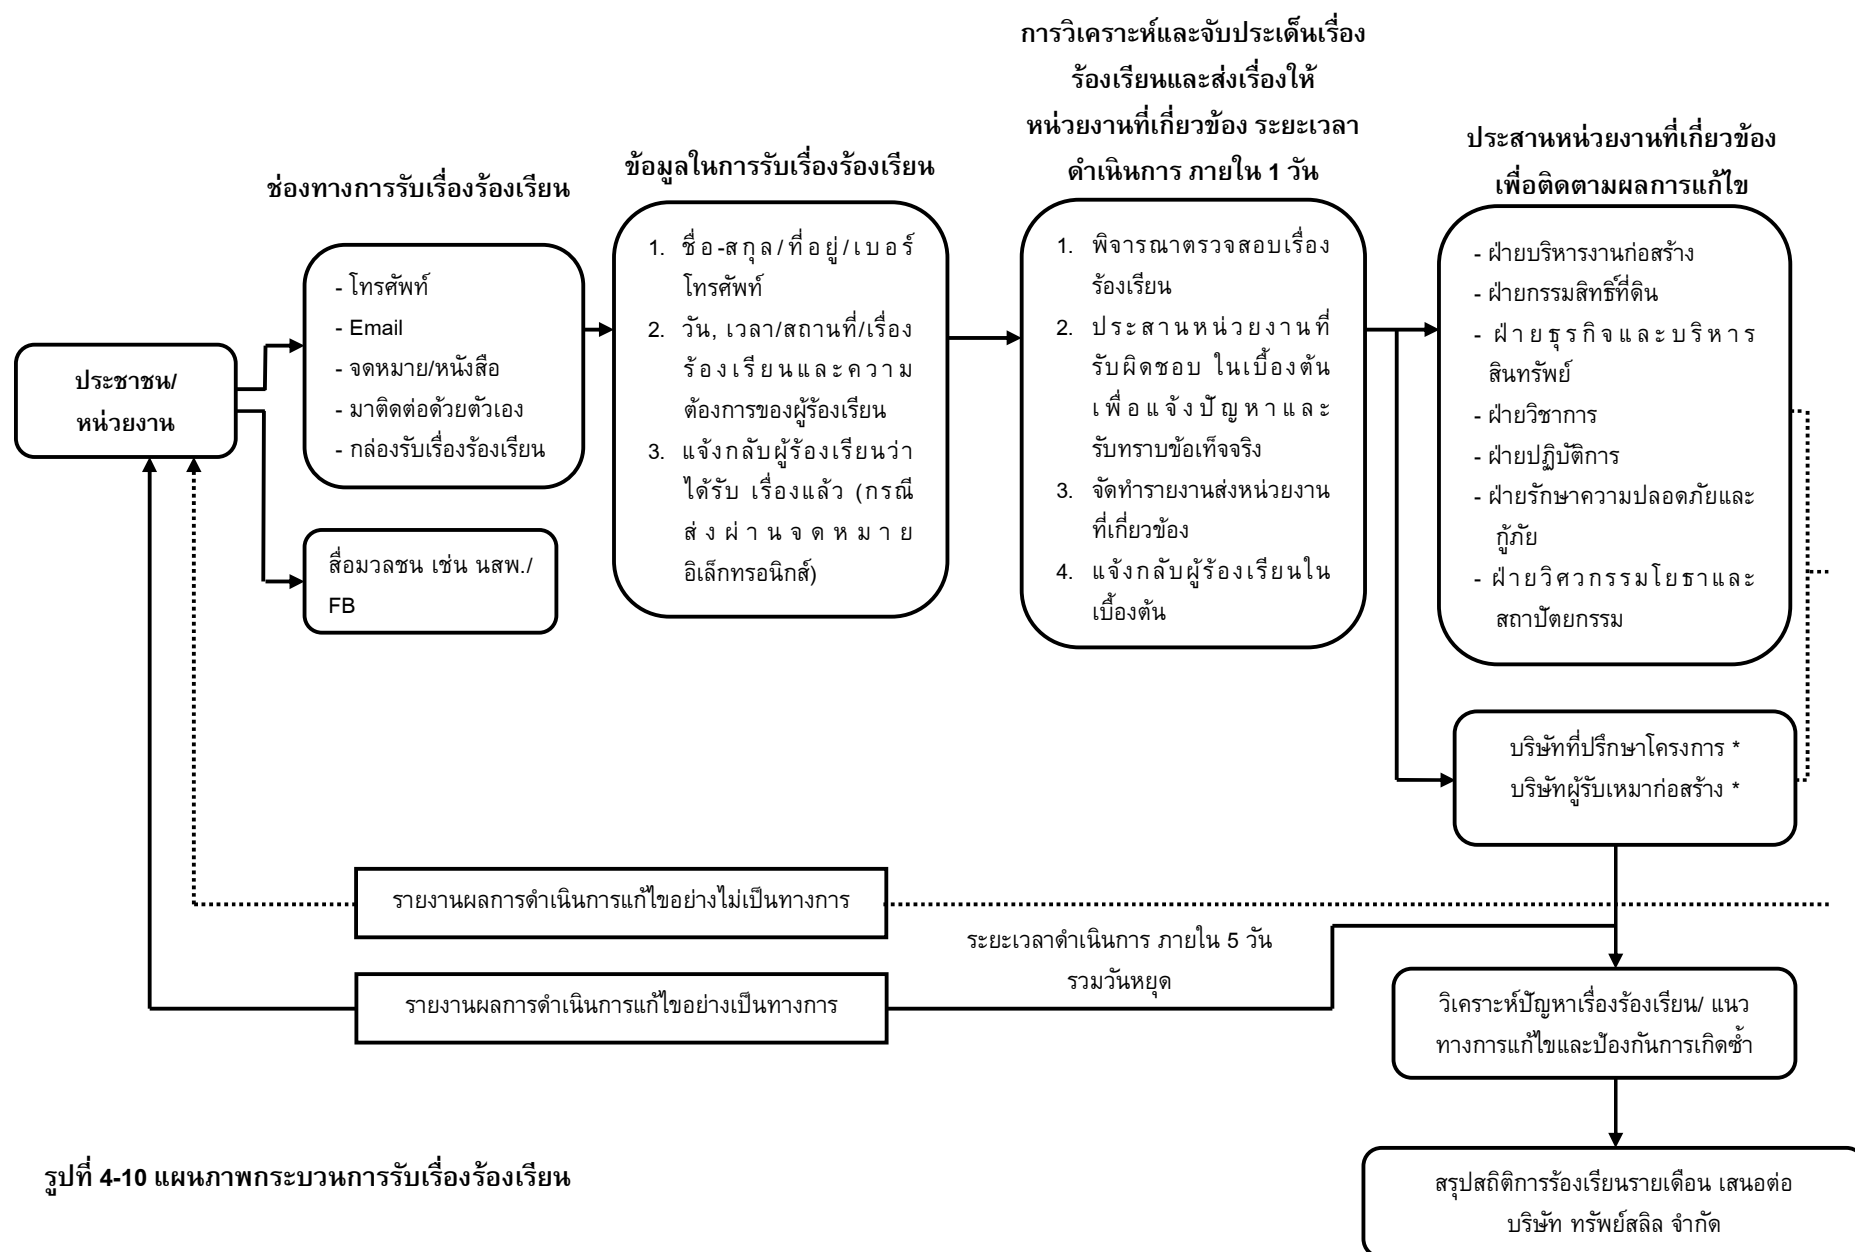 การวิเคราะห์และจับประเด็นเรื่อง
ร้องเรียนและส่งเรื่องให้
หน่วยงานที่เกี่ยวข้อง ระยะเวลา
ดำเนินการ ภายใน 1 วัน
ประสานหน่วยงานที่เกี่ยวข้อง
เพื่อติดตามผลการแก้ไข
ข้อมูลในการรับเรื่องร้องเรียน
ช่องทางการรับเรื่องร้องเรียน
ประชาชน/
หน่วยงาน
- โทรศัพท์
- Email
- จดหมาย/หนังสือ
- มาติดต่อด้วยตัวเอง
- กล่องรับเรื่องร้องเรียน
สื่อมวลชน เช่น นสพ./
FB
1. ชื่อ-สกุล/ที่อยู่/เบอร์
โทรศัพท์
2. วัน, เวลา/สถานที่/เรื่อง
ร้องเรียนและความ
ต้องการของผู้ร้องเรียน
3. แจ้งกลับผู้ร้องเรียนว่า
ได้รับ เรื่องแล้ว (กรณี
ส่งผ่านจดหมาย
อิเล็กทรอนิกส์)
1. พิจารณาตรวจสอบเรื่อง
ร้องเรียน
2. ประสานหน่วยงานที่
รับผิดชอบ ในเบื้องต้น
เพื่อแจ้งปัญหาและ
รับทราบข้อเท็จจริง
3. จัดทำรายงานส่งหน่วยงาน
ที่เกี่ยวข้อง
4. แจ้งกลับผู้ร้องเรียนใน
เบื้องต้น
- ฝ่ายบริหารงานก่อสร้าง
- ฝ่ายกรรมสิทธิ์ที่ดิน
- ฝ่ายธุรกิจและบริหาร
สินทรัพย์
- ฝ่ายวิชาการ
- ฝ่ายปฏิบัติการ
- ฝ่ายรักษาความปลอดภัยและ
กู้ภัย
- ฝ่ายวิศวกรรมโยธาและ
สถาปัตยกรรม
บริษัทที่ปรึกษาโครงการ *
บริษัทผู้รับเหมาก่อสร้าง *
รายงานผลการดำเนินการแก้ไขอย่างไม่เป็นทางการ
ระยะเวลาดำเนินการ ภายใน 5 วัน
รวมวันหยุด
รายงานผลการดำเนินการแก้ไขอย่างเป็นทางการ
วิเคราะห์ปัญหาเรื่องร้องเรียน/ แนว
ทางการแก้ไขและป้องกันการเกิดซ้ำ
สรุปสถิติการร้องเรียนรายเดือน เสนอต่อ
บริษัท ทรัพย์สลิล จำกัด
รูปที่ 4-10 แผนภาพกระบวนการรับเรื่องร้องเรียน